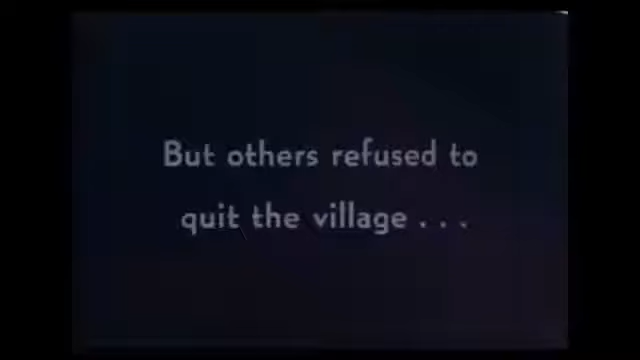 But others refused to
quit the village . . .